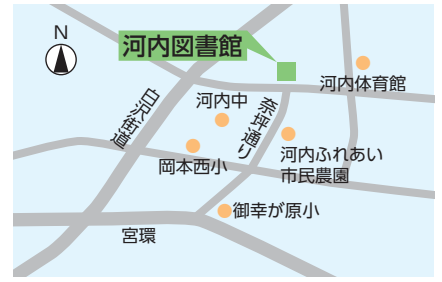 N
河内図書館
河内体育館
河内中
白沢街道
奈坪通り
岡本西小
河内ふれあい
市民農園
御幸が原小
宮環